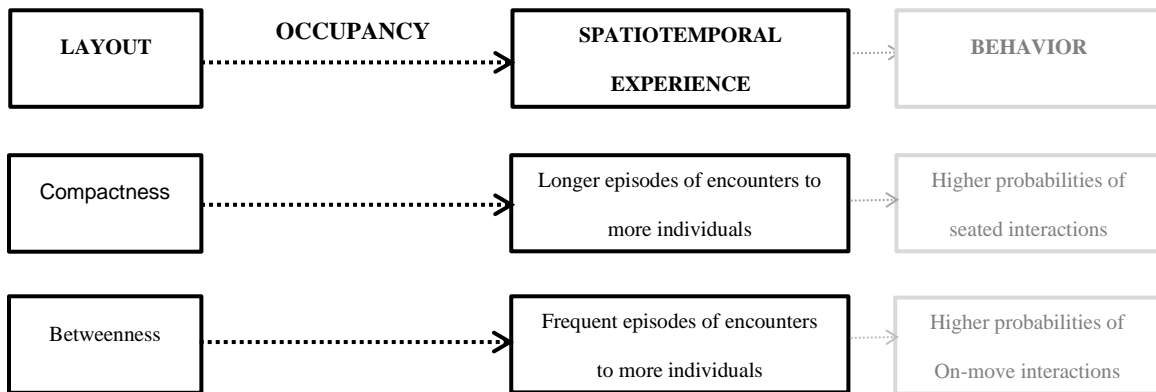 LAYOUT
OCCUPANCY
SPATIOTEMPORAL
EXPERIENCE
BEHAVIOR
Compactness
Longer episodes of encounters to
more individuals
Higher probabilities of
seated interactions
Betweenness
Frequent episodes of encounters
to more individuals
Higher probabilities of
On-move interactions